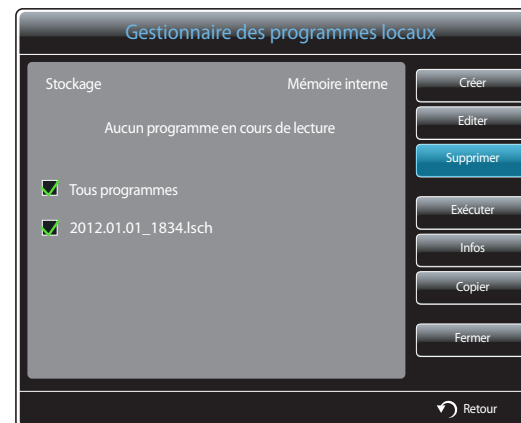 Gestionnaire des programmes locaux
Stockage Mémoire interne
Aucun programme en cours de lecture
Tous programmes
2012.01.01_1834.lsch
Créer
Editer
Supprimer
Exécuter
Infos
Copier
Fermer
Retour